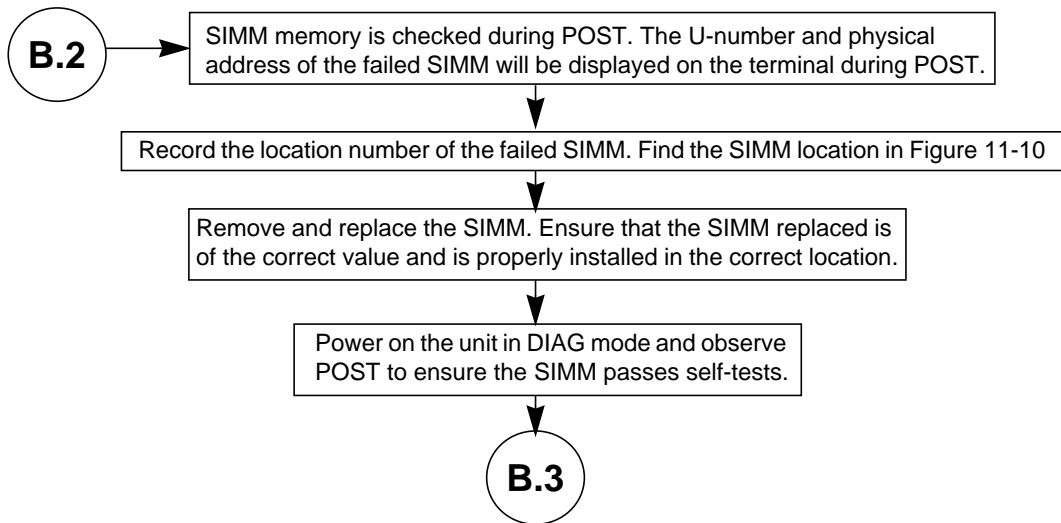 B.2
SIMM memory is checked during POST. The U-number and physical
address of the failed SIMM will be displayed on the terminal during POST.
Record the location number of the failed SIMM. Find the SIMM location in Figure 11-10
Remove and replace the SIMM. Ensure that the SIMM replaced is
of the correct value and is properly installed in the correct location.
Power on the unit in DIAG mode and observe
POST to ensure the SIMM passes self-tests.
B.3